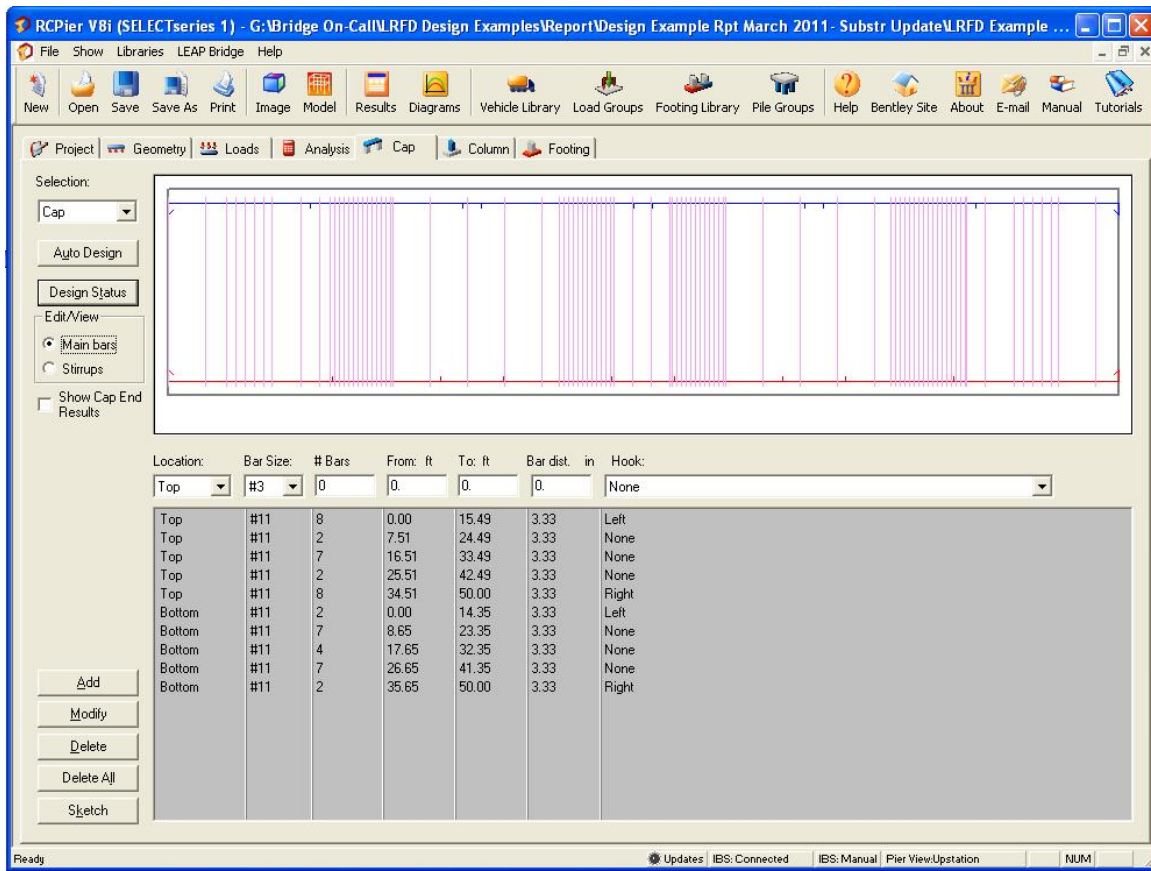 RCPier V8i (SELECTseries 1) - G:\Bridge On-Call\LRFD Design Examples\Report\Design Example Rpt March 2011- Substr Update\LRFD Example ...
File Show Libraries LEAP Bridge Help
New Open Save Save As Print Image Model Results Diagrams Vehicle Library Load Groups Footing Library Pile Groups Help Bentley Site About E-mail Manual Tutorials
Project Geometry Loads Analysis Cap Column Footing
Selection:
Cap
Auto Design
Design Status
Edit/View
Main bars
Stirrups
Show Cap End
Results
Location: Bar Size: # Bars From: ft To: ft Bar dist. in Hook:
Top #3 0 0. 0. 0. None
Top #11 8 0.00 15.49 3.33 Left
Top #11 2 7.51 24.49 3.33 None
Top #11 7 16.51 33.49 3.33 None
Top #11 2 25.51 42.49 3.33 None
Top #11 8 34.51 50.00 3.33 Right
Bottom #11 2 0.00 14.35 3.33 Left
Bottom #11 7 8.65 23.35 3.33 None
Bottom #11 4 17.65 32.35 3.33 None
Bottom #11 7 26.65 41.35 3.33 None
Bottom #11 2 35.65 50.00 3.33 Right
Add
Modify
Delete
Delete All
Sketch
Ready Updates IBS: Connected IBS: Manual Pier View:Upstation NUM